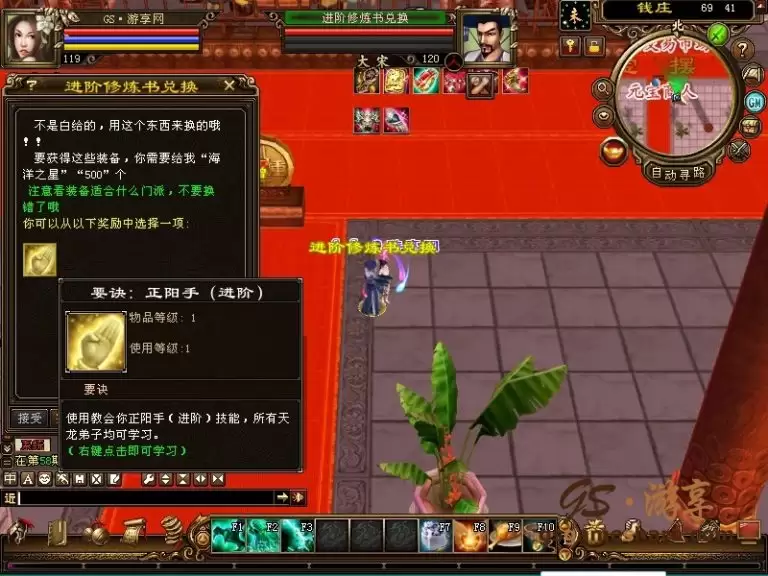 GS·游享网
119
进阶修炼书兑换
大宋
120
钱庄
69 41
北
GM
自动寻路
? 进阶修炼书兑换
不是白给的，用这个东西来换的哦
！！
要获得这些装备，你需要给我“海
洋之星”“500”个
注意看装备适合什么门派，不要换
错了哦
你可以从以下奖励中选择一项:
进阶修炼书兑换
要诀：正阳手（进阶）
物品等级: 1
使用等级:1
要诀
使用教会你正阳手（进阶）技能，所有天
龙弟子均可学习。
（右键点击即可学习）
接受
在第58
近
F1 F2 F3 F7 F8 F9 F10
GS·游享